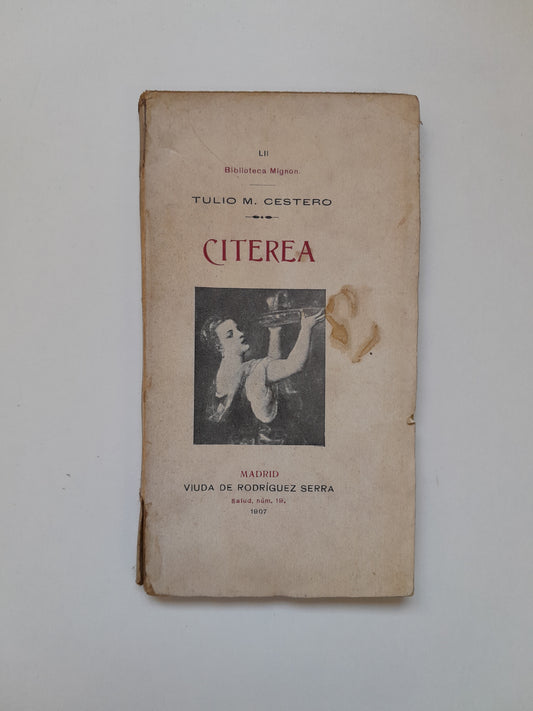 LII
Biblioteca Mignon.
TULIO M. CESTERO
CITEREA
MADRID
VIUDA DE RODRÍGUEZ SERRA
Salud, núm. 19.
1907